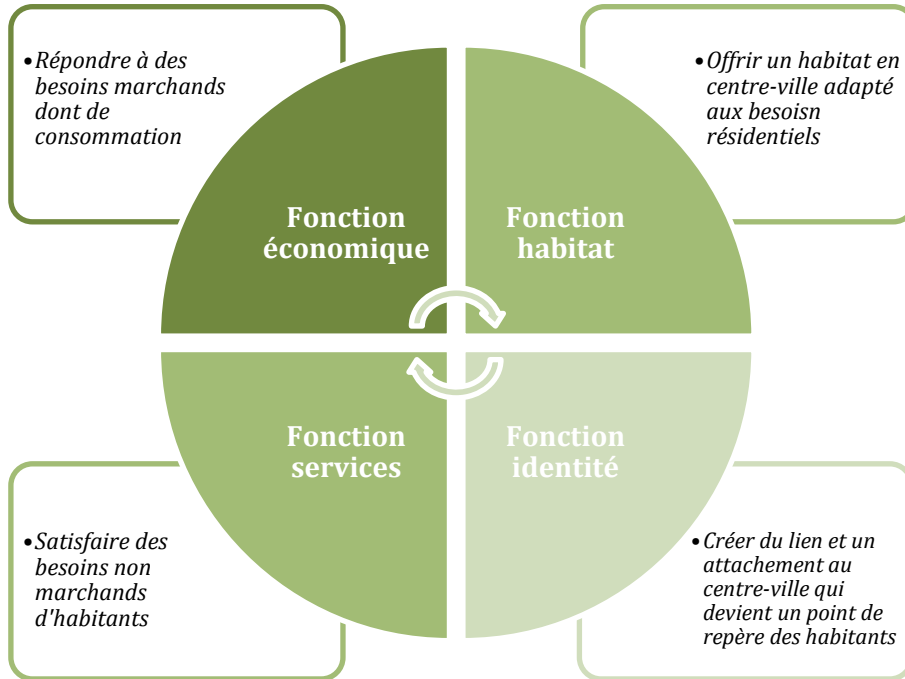 •Répondre à des
besoins marchands
dont de
consommation
•Offrir un habitat en
centre-ville adapté
aux besoisn
résidentiels
Fonction
économique
Fonction
habitat
Fonction
services
Fonction
identité
•Satisfaire des
besoins non
marchands
d'habitants
•Créer du lien et un
attachement au
centre-ville qui
devient un point de
repère des habitants